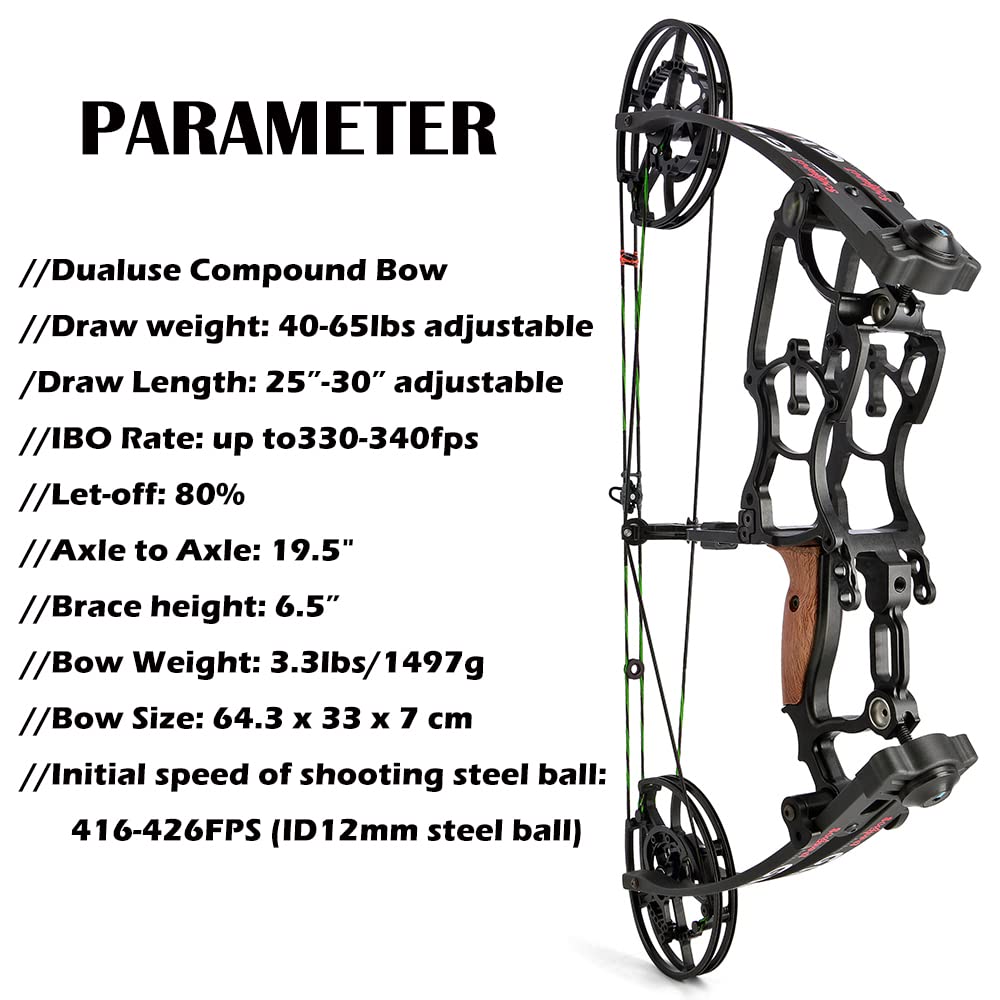 PARAMETER
//Dualuse Compound Bow
//Draw weight: 40-65lbs adjustable
/Draw Length: 25”-30” adjustable
//IBO Rate: up to330-340fps
//Let-off: 80%
//Axle to Axle: 19.5"
//Brace height: 6.5”
//Bow Weight: 3.3lbs/1497g
//Bow Size: 64.3 x 33 x 7 cm
//Initial speed of shooting steel ball:
416-426FPS (ID12mm steel ball)